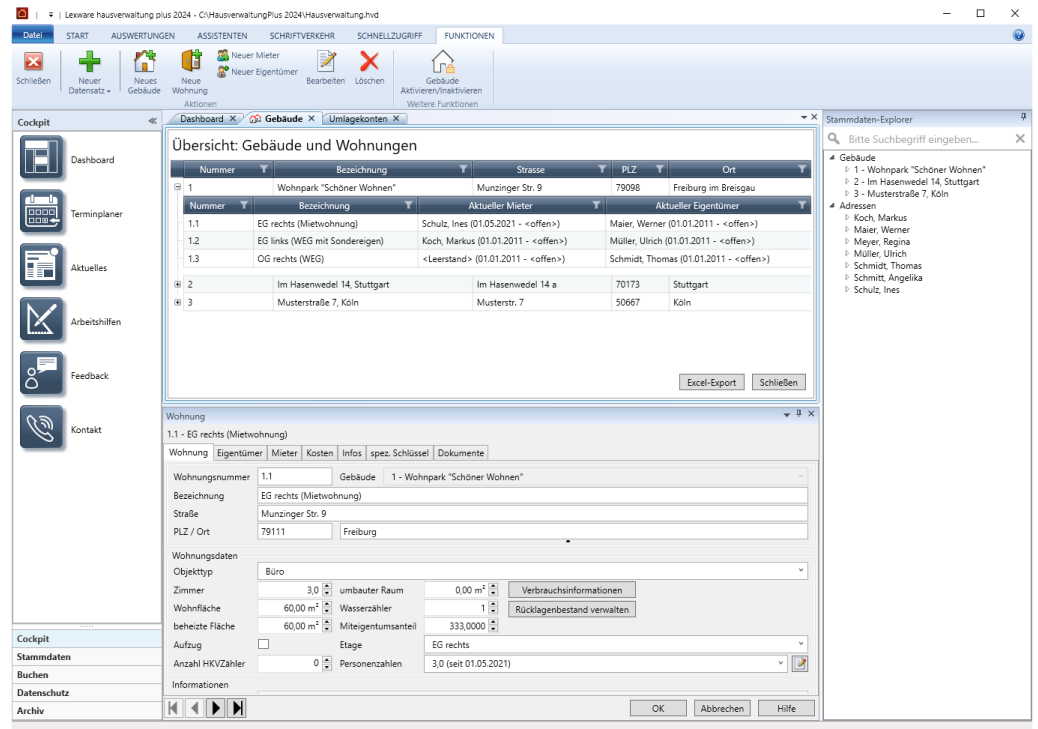 Lexware hausverwaltung plus 2024 - C:\HausverwaltungPlus 2024\Hausverwaltung.hvd
Datei START AUSWERTUNGEN ASSISTENTEN SCHRIFTVERKEHR SCHNELLZUGRIFF FUNKTIONEN
Schließen
Neuer Datensatz
Neues Gebäude
Neue Wohnung
Neuer Mieter
Neuer Eigentümer
Bearbeiten
Löschen
Aktionen
Gebäude Aktivieren/Inaktivieren
Weitere Funktionen
Cockpit
Dashboard
Terminplaner
Aktuelles
Arbeitshilfen
Feedback
Kontakt
Cockpit
Stammdaten
Buchen
Datenschutz
Archiv
Dashboard X Gebäude X Umlagekonten X
Übersicht: Gebäude und Wohnungen
Nummer Bezeichnung Strasse PLZ Ort
1 Wohnpark "Schöner Wohnen" Munzinger Str. 9 79098 Freiburg im Breisgau
Nummer Bezeichnung Aktueller Mieter Aktueller Eigentümer
1.1 EG rechts (Mietwohnung) Schulz, Ines (01.05.2021 - <offen>) Maier, Werner (01.01.2011 - <offen>)
1.2 EG links (WEG mit Sondereigen) Koch, Markus (01.01.2011 - <offen>) Müller, Ulrich (01.01.2011 - <offen>)
1.3 OG rechts (WEG) <Leerstand> (01.01.2011 - <offen>) Schmidt, Thomas (01.01.2011 - <offen>)
2 Im Hasenwedel 14, Stuttgart Im Hasenwedel 14 a 70173 Stuttgart
3 Musterstraße 7, Köln Musterstr. 7 50667 Köln
Excel-Export Schließen
Wohnung
1.1 - EG rechts (Mietwohnung)
Wohnung Eigentümer Mieter Kosten Infos spez. Schlüssel Dokumente
Wohnungsnummer 1.1 Gebäude 1 - Wohnpark "Schöner Wohnen"
Bezeichnung EG rechts (Mietwohnung)
Straße Munzinger Str. 9
PLZ / Ort 79111 Freiburg
Wohnungsdaten
Objekttyp Büro
Zimmer 3,0 umbauter Raum 0,00 m² Verbrauchsinformationen
Wohnfläche 60,00 m² Wasserzähler 1 Rücklagenbestand verwalten
beheizte Fläche 60,00 m² Miteigentumsanteil 333,0000
Aufzug Etage EG rechts
Anzahl HKVZähler 0 Personenzahlen 3,0 (seit 01.05.2021)
Informationen
OK Abbrechen Hilfe
Stammdaten-Explorer
Bitte Suchbegriff eingeben...
Gebäude
1 - Wohnpark "Schöner Wohnen"
2 - Im Hasenwedel 14, Stuttgart
3 - Musterstraße 7, Köln
Adressen
Koch, Markus
Maier, Werner
Meyer, Regina
Müller, Ulrich
Schmidt, Thomas
Schmitt, Angelika
Schulz, Ines